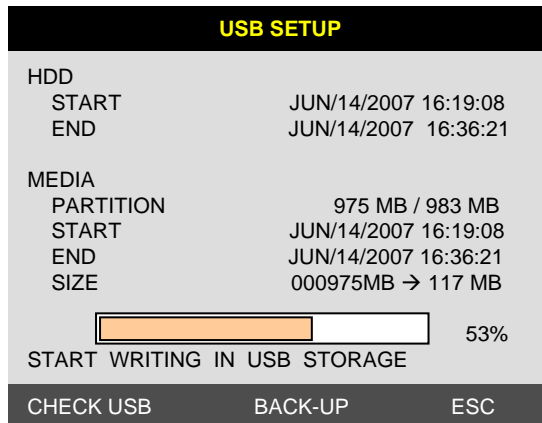 USB SETUP
HDD
START JUN/14/2007 16:19:08
END JUN/14/2007 16:36:21
MEDIA
PARTITION 975 MB / 983 MB
START JUN/14/2007 16:19:08
END JUN/14/2007 16:36:21
SIZE 000975MB → 117 MB
53%
START WRITING IN USB STORAGE
CHECK USB BACK-UP ESC